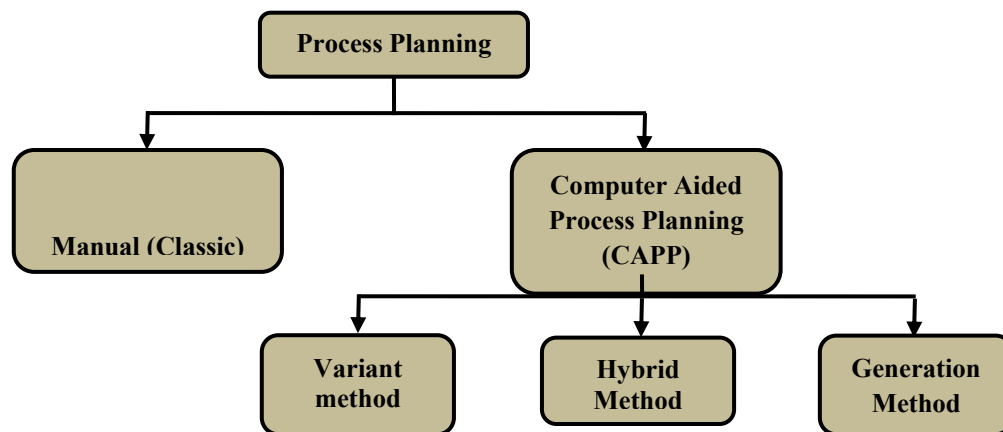 Process Planning
Manual (Classic)
Computer Aided
Process Planning
(CAPP)
Variant
method
Hybrid
Method
Generation
Method